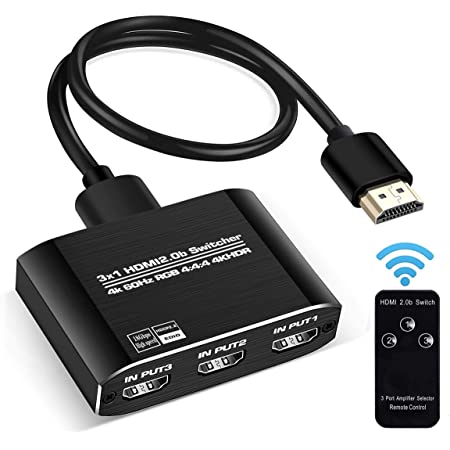 3x1 HDMI2.0b Switcher
4k 60Hz RGB 4:4:4 4KHDR
IN PUT3
IN PUT2
IN PUT1
HDMI 2.0b Switch
1
2
3
3 Port Amplifier Selector
Remote Control